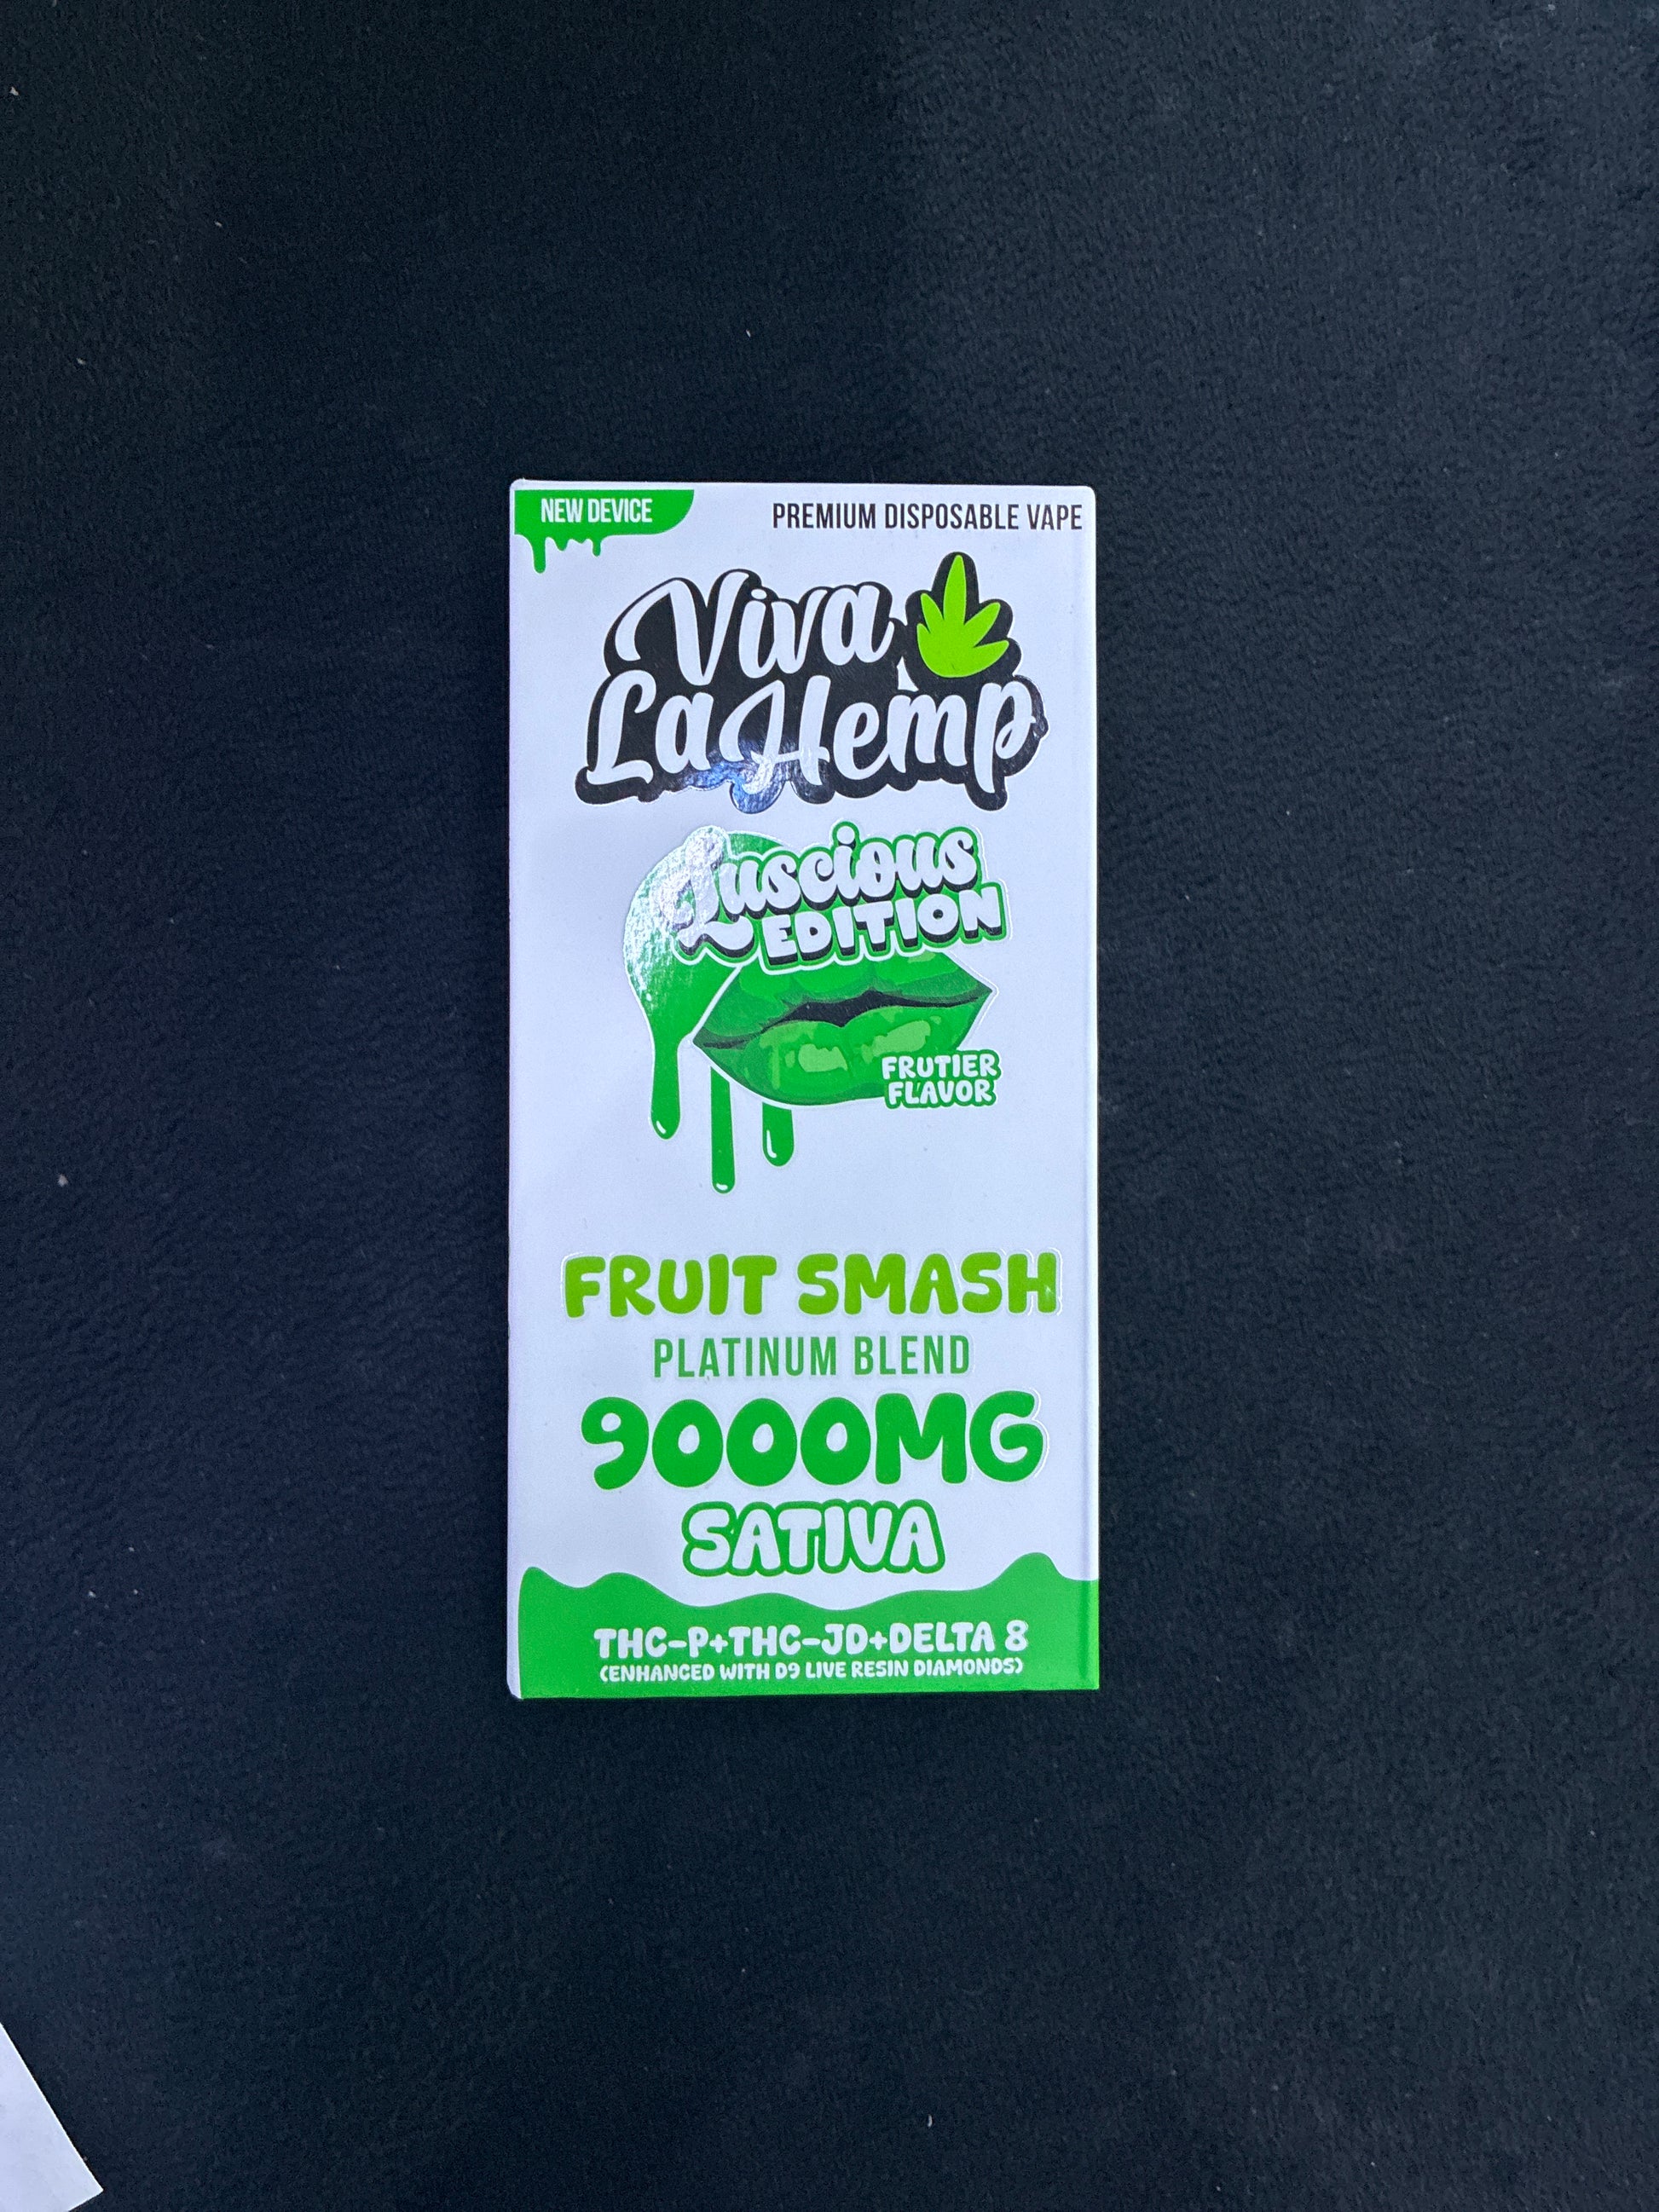 NEW DEVICE
PREMIUM DISPOSABLE VAPE
Viva
La Hemp
Luscious
EDITION
FRUTIER
FLAVOR
FRUIT SMASH
PLATINUM BLEND
9000MG
SATIVA
THC-P+THC-JD+DELTA 8
(ENHANCED WITH D9 LIVE RESIN DIAMONDS)